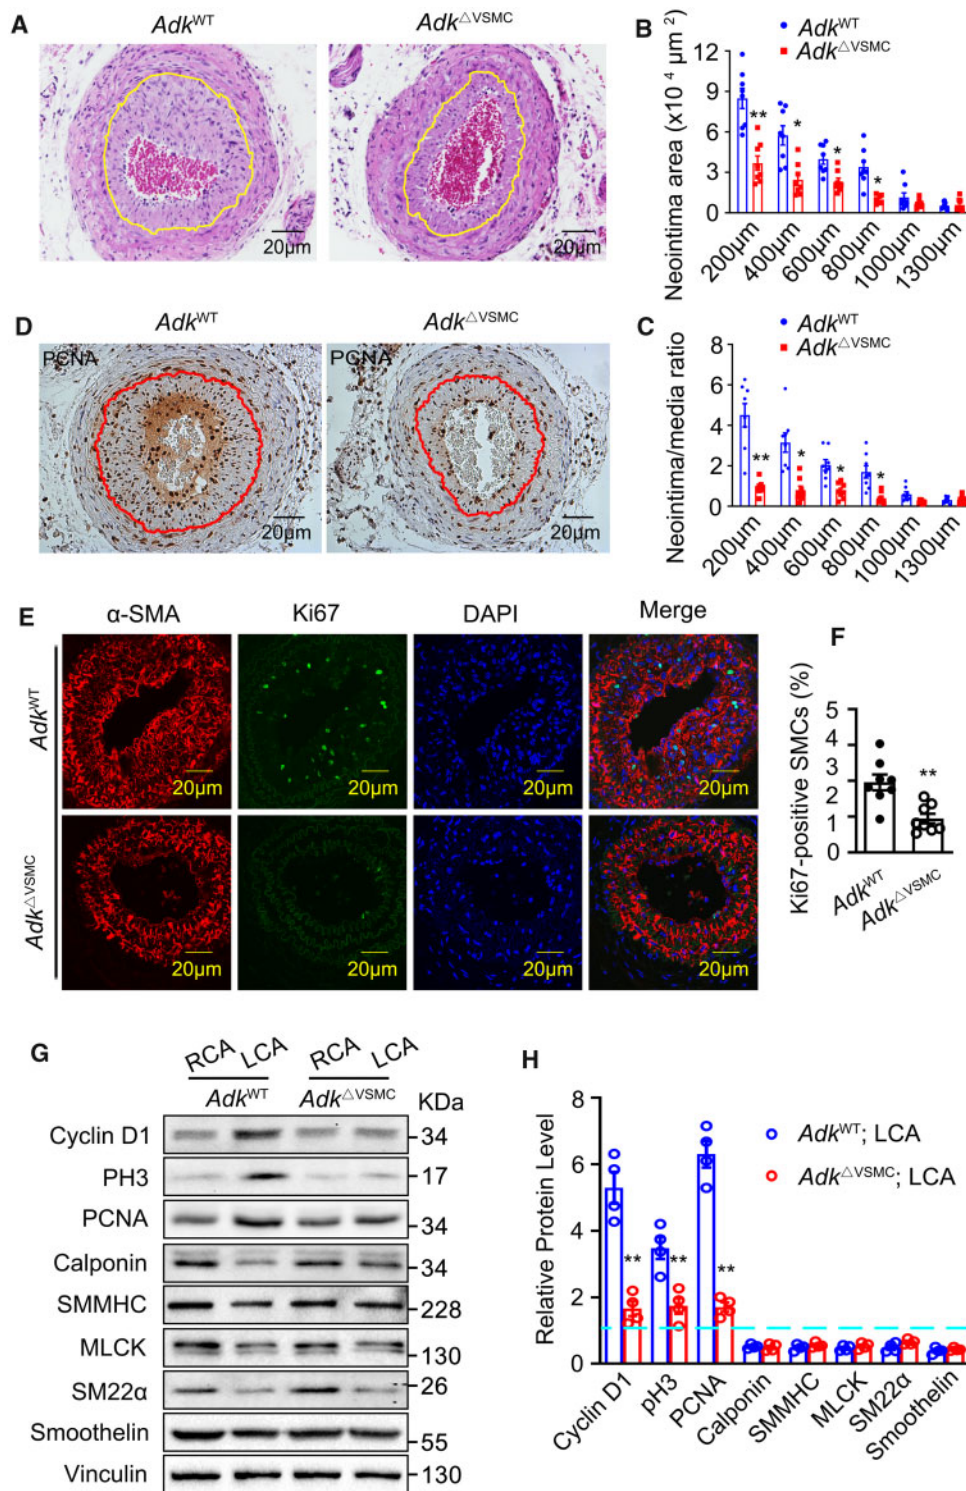 A
Adk^WT
Adk^△VSMC
20µm
20µm
B
Adk^WT
Adk^△VSMC
Neointima area (x10^4 µm^2)
12
9
6
3
0
**
*
*
*
200µm
400µm
600µm
800µm
1000µm
1300µm
D
Adk^WT
Adk^△VSMC
PCNA
PCNA
20µm
20µm
C
Adk^WT
Adk^△VSMC
Neointima/media ratio
8
6
4
2
0
**
*
*
*
200µm
400µm
600µm
800µm
1000µm
1300µm
E
α-SMA
Ki67
DAPI
Merge
Adk^WT
20µm
20µm
20µm
20µm
Adk^△VSMC
20µm
20µm
20µm
20µm
F
Ki67-positive SMCs (%)
5
4
3
2
1
0
**
Adk^WT
Adk^△VSMC
G
RCA LCA RCA LCA
Adk^WT Adk^△VSMC KDa
Cyclin D1 34
PH3 17
PCNA 34
Calponin 34
SMMHC 228
MLCK 130
SM22α 26
Smoothelin 55
Vinculin 130
H
Relative Protein Level
8
6
4
2
0
Adk^WT; LCA
Adk^△VSMC; LCA
**
**
**
Cyclin D1
pH3
PCNA
Calponin
SMMHC
MLCK
SM22α
Smoothelin